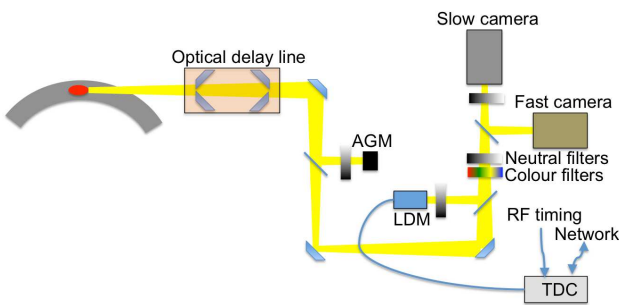 Slow camera
Optical delay line
Fast camera
AGM
Neutral filters
Colour filters
LDM
RF timing
Network
TDC